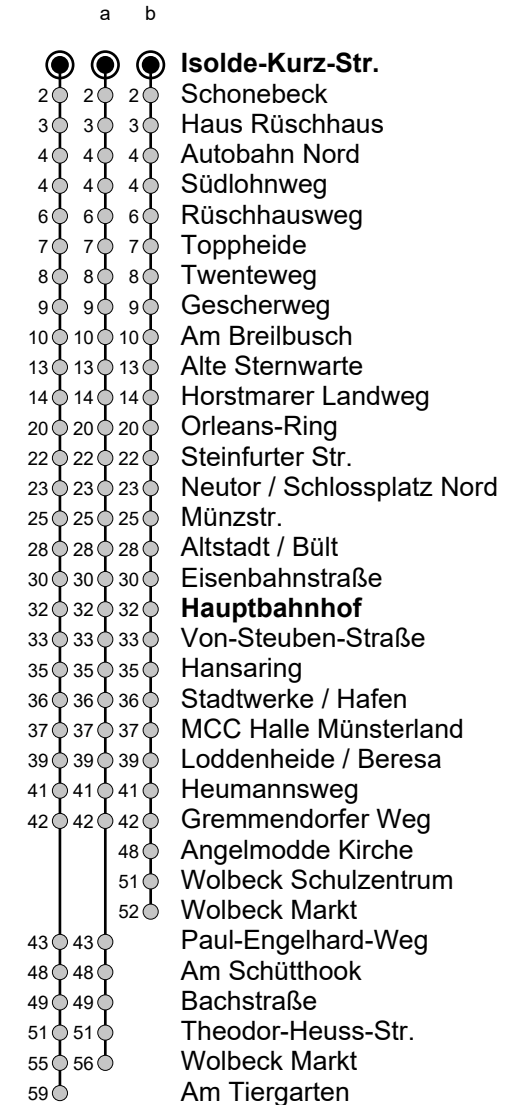 a b
Isolde-Kurz-Str.
2 2 2 Schonebeck
3 3 3 Haus Rüschhaus
4 4 4 Autobahn Nord
4 4 4 Südlohnweg
6 6 6 Rüschhausweg
7 7 7 Toppheide
8 8 8 Twenteweg
9 9 9 Gescherweg
10 10 10 Am Breilbusch
13 13 13 Alte Sternwarte
14 14 14 Horstmarer Landweg
20 20 20 Orleans-Ring
22 22 22 Steinfurter Str.
23 23 23 Neutor / Schlossplatz Nord
25 25 25 Münzstr.
28 28 28 Altstadt / Bült
30 30 30 Eisenbahnstraße
32 32 32 Hauptbahnhof
33 33 33 Von-Steuben-Straße
35 35 35 Hansaring
36 36 36 Stadtwerke / Hafen
37 37 37 MCC Halle Münsterland
39 39 39 Loddenheide / Beresa
41 41 41 Heumannsweg
42 42 42 Gremmendorfer Weg
48 Angelmodde Kirche
51 Wolbeck Schulzentrum
52 Wolbeck Markt
43 43 Paul-Engelhard-Weg
48 48 Am Schütthook
49 49 Bachstraße
51 51 Theodor-Heuss-Str.
55 56 Wolbeck Markt
59 Am Tiergarten